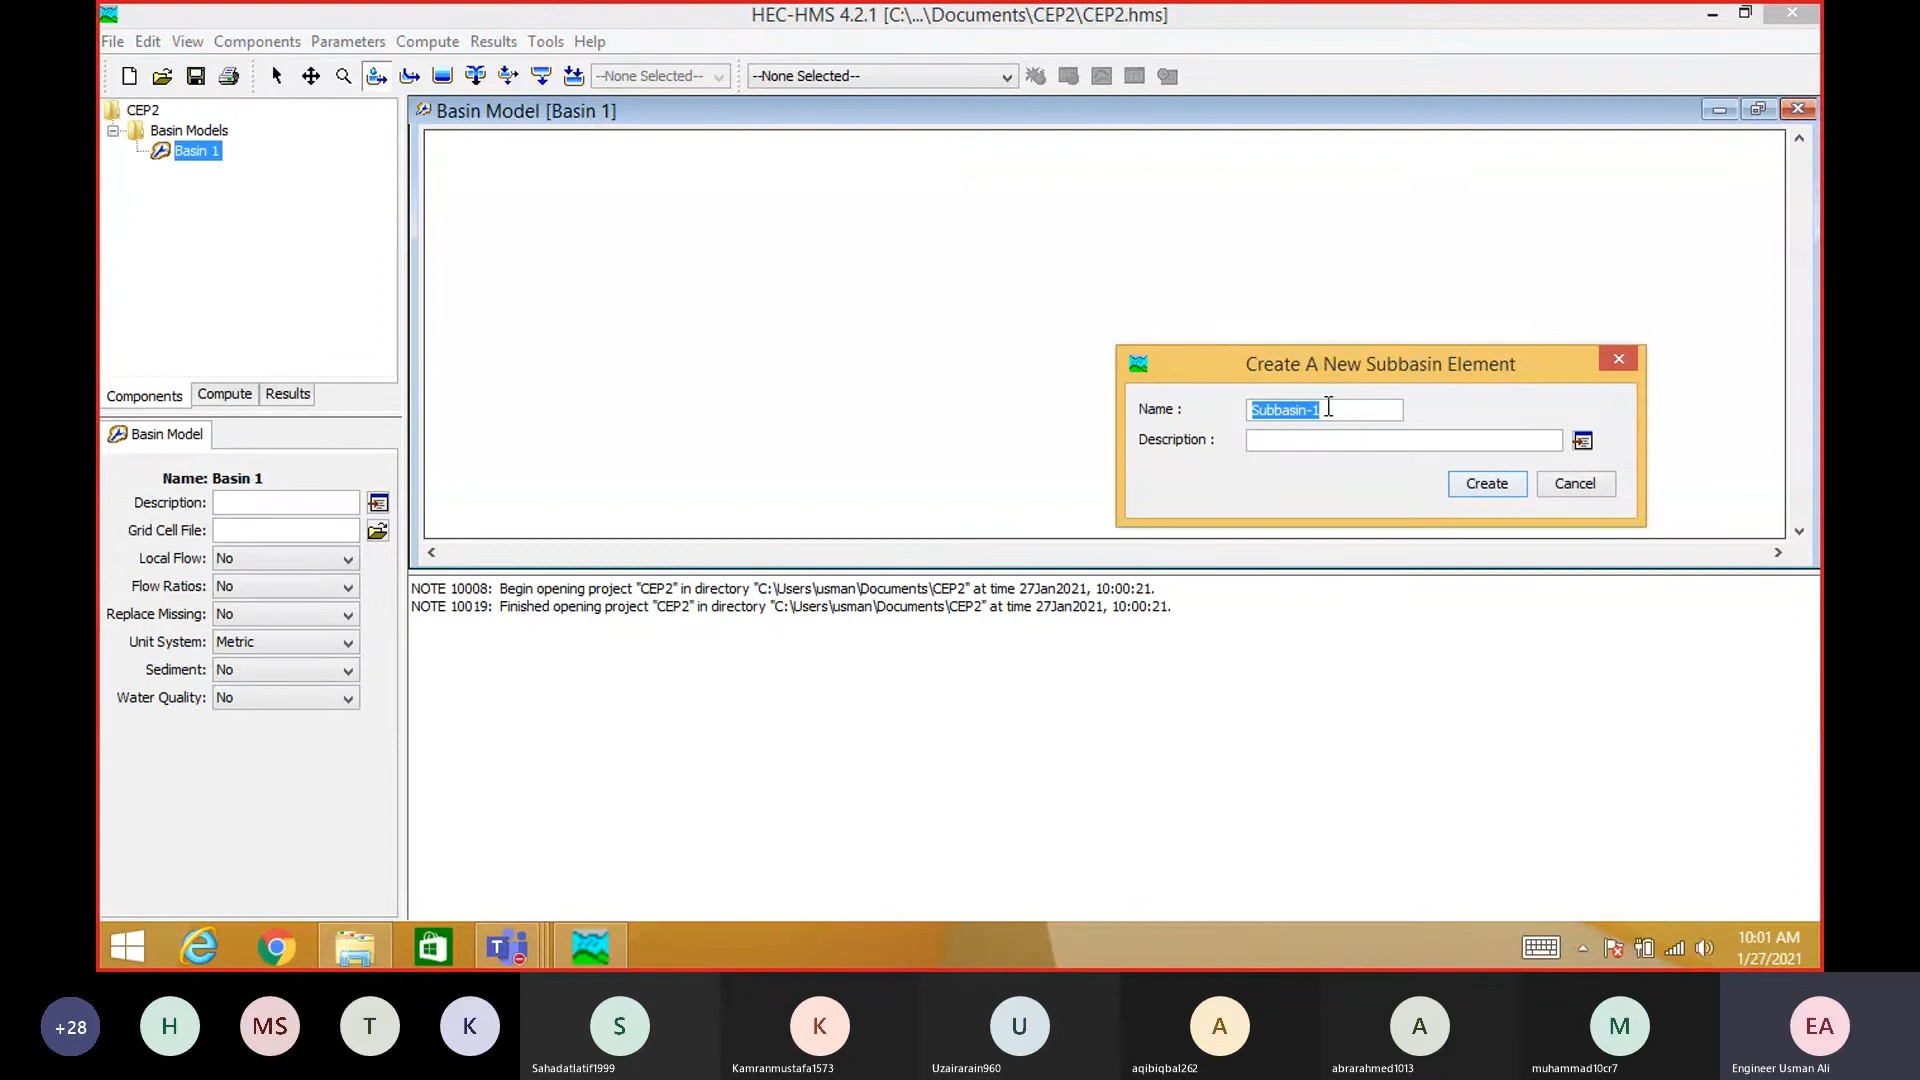 HEC-HMS 4.2.1 [C:\...\Documents\CEP2\CEP2.hms]
File Edit View Components Parameters Compute Results Tools Help
--None Selected-- --None Selected--
CEP2
Basin Models
Basin 1
Components Compute Results
Basin Model [Basin 1]
Create A New Subbasin Element
Name : Subbasin-1
Description :
Create Cancel
Basin Model
Name: Basin 1
Description:
Grid Cell File:
Local Flow: No
Flow Ratios: No
Replace Missing: No
Unit System: Metric
Sediment: No
Water Quality: No
NOTE 10008: Begin opening project "CEP2" in directory "C:\Users\usman\Documents\CEP2" at time 27Jan2021, 10:00:21.
NOTE 10019: Finished opening project "CEP2" in directory "C:\Users\usman\Documents\CEP2" at time 27Jan2021, 10:00:21.
10:01 AM
1/27/2021
+28 H MS T K S K U A A M EA
Sahadatlatif1999 Kamranmustafa1573 Uzairarain960 aqibiqbal262 abrarahmed1013 muhammad10cr7 Engineer Usman Ali